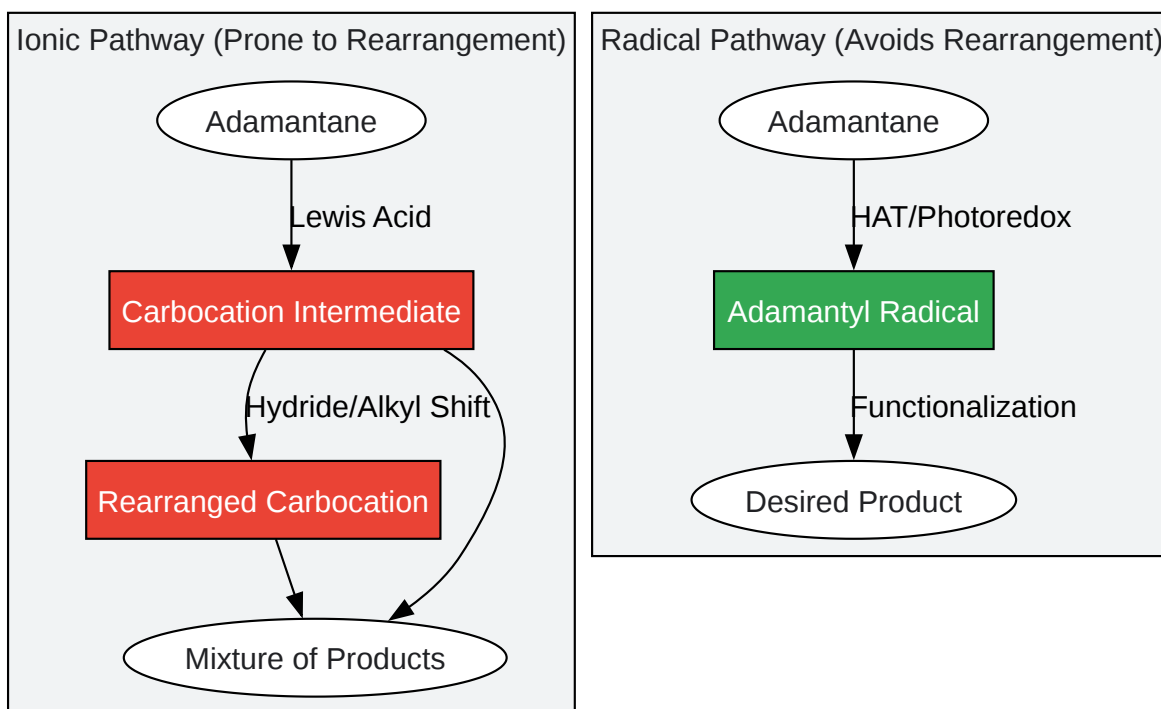 Ionic Pathway (Prone to Rearrangement)
Adamantane
Lewis Acid
Carbocation Intermediate
Hydride/Alkyl Shift
Rearranged Carbocation
Mixture of Products
Radical Pathway (Avoids Rearrangement)
Adamantane
HAT/Photoredox
Adamantyl Radical
Functionalization
Desired Product